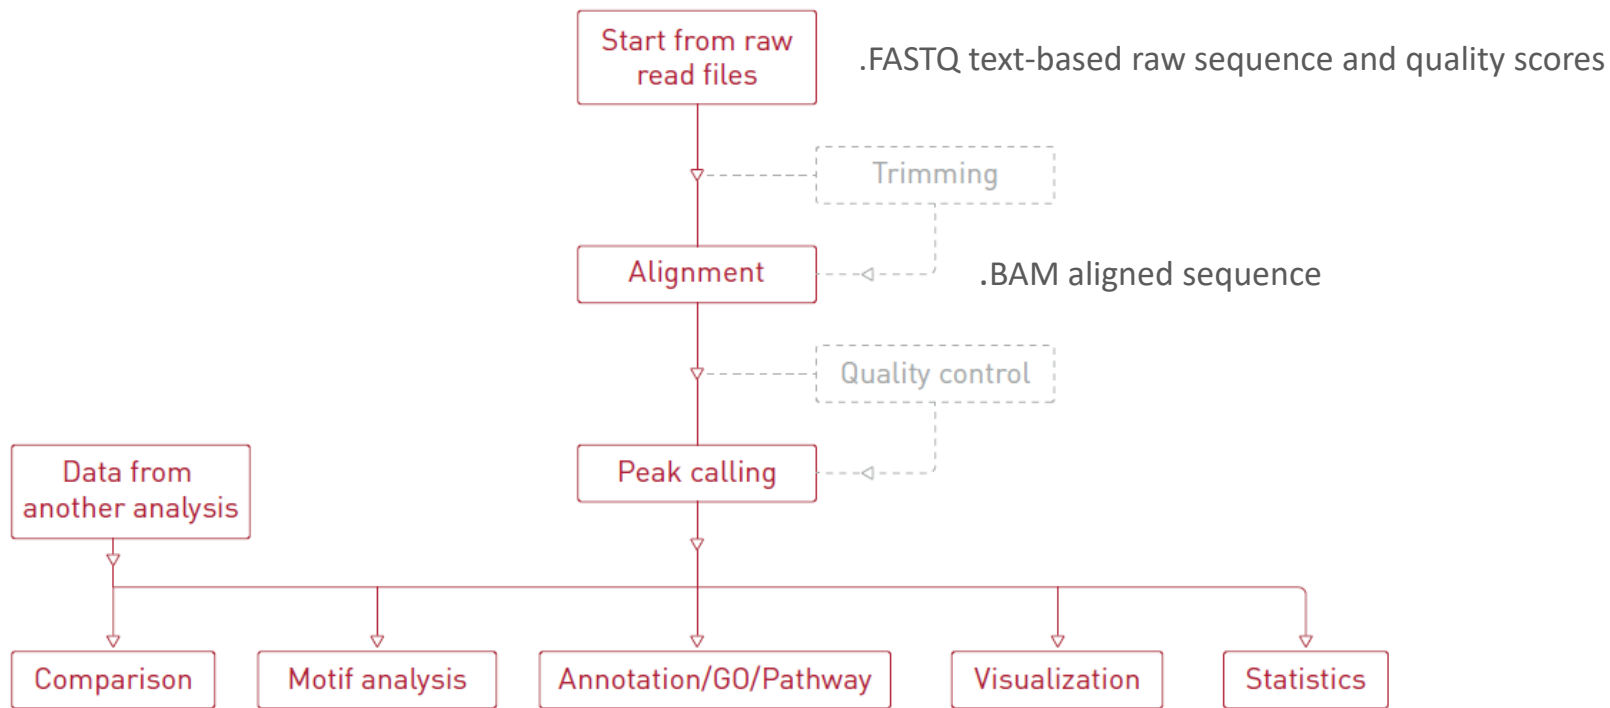 Start from raw
read files
.FASTQ text-based raw sequence and quality scores
Trimming
Alignment
.BAM aligned sequence
Quality control
Data from
another analysis
Peak calling
Comparison
Motif analysis
Annotation/GO/Pathway
Visualization
Statistics